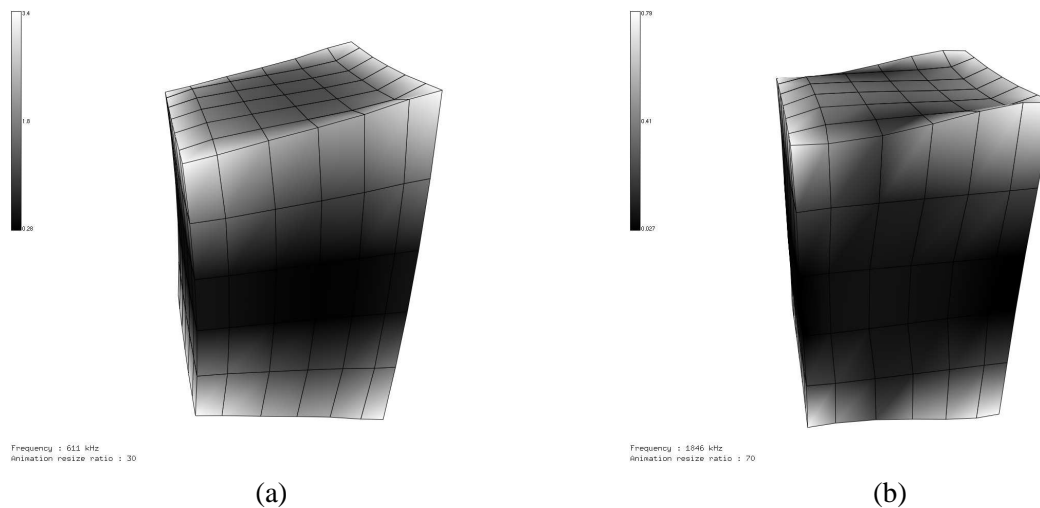 3.4
1.8
0.28
Frequency : 611 kHz
Animation resize ratio : 30
(a)
0.79
0.41
0.027
Frequency : 1846 kHz
Animation resize ratio : 70
(b)